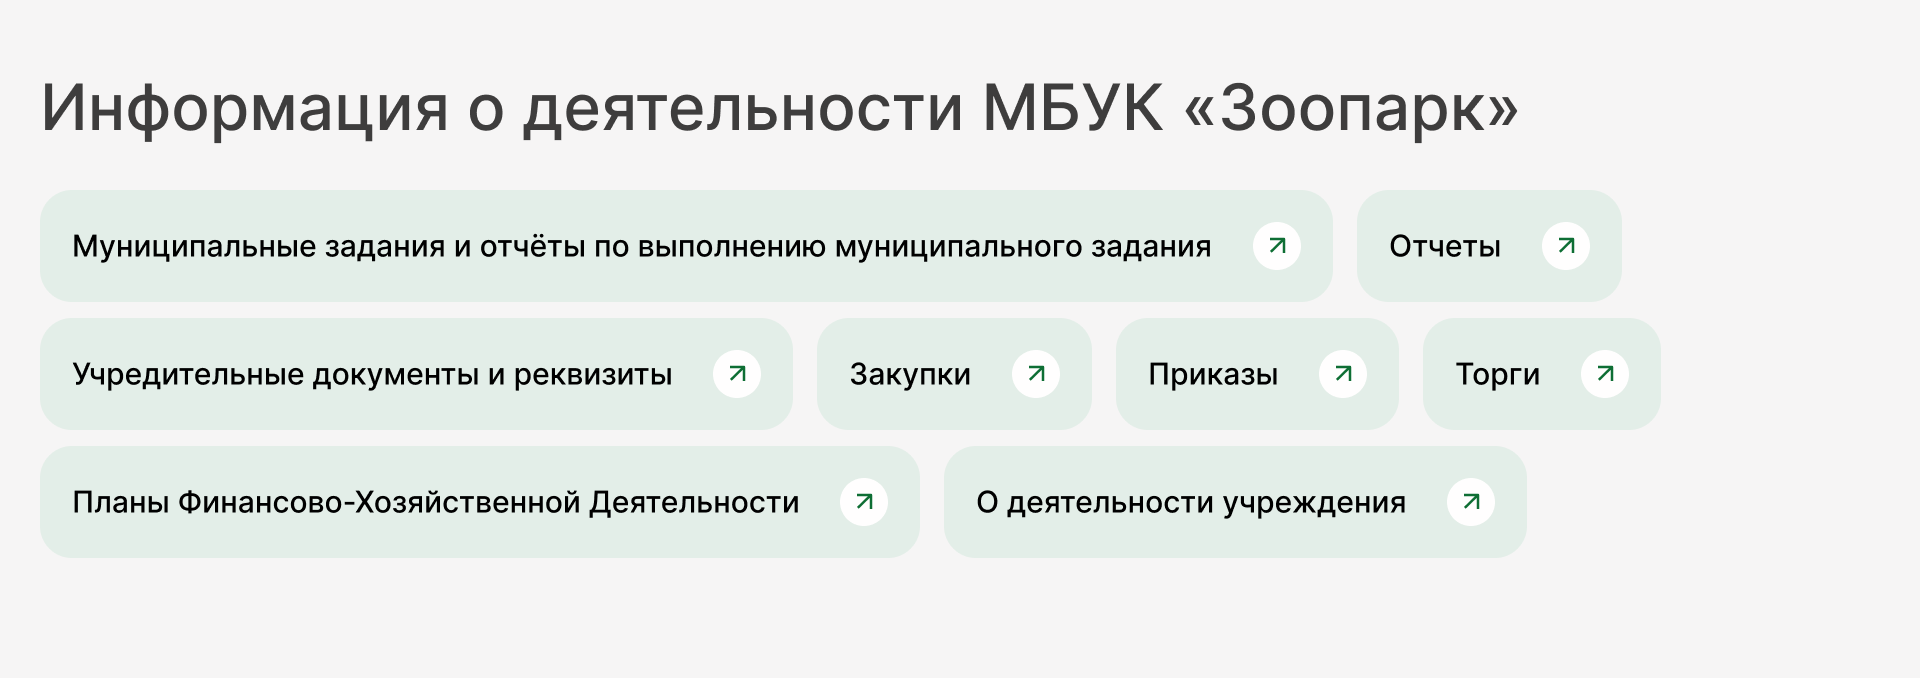 Информация о деятельности МБУК «Зоопарк»
Муниципальные задания и отчёты по выполнению муниципального задания
Отчеты
Учредительные документы и реквизиты
Закупки
Приказы
Торги
Планы Финансово-Хозяйственной Деятельности
О деятельности учреждения